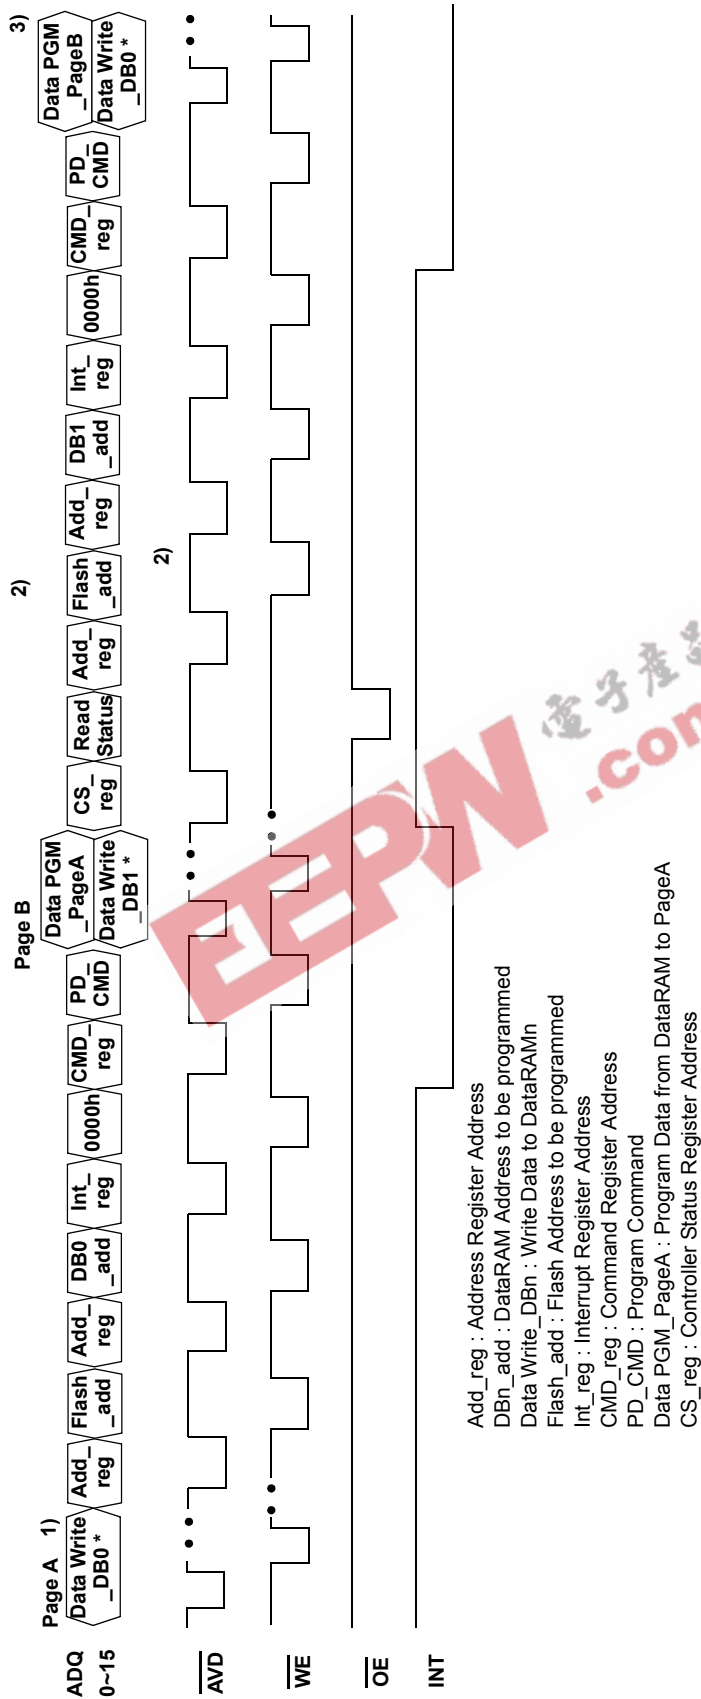 Page A 1)
Page B
2)
3)
ADQ
0~15
Data Write
_DB0 *
Add_
reg
Flash
_add
Add_
reg
DB0
_add
Int_
reg
0000h
CMD_
reg
PD_
CMD
Data PGM
_PageA
Data Write
_DB1 *
CS_
reg
Read
Status
Add_
reg
Flash
_add
Add_
reg
DB1
_add
Int_
reg
0000h
CMD_
reg
PD_
CMD
Data PGM
_PageB
Data Write
_DB0 *
2)
AVD
WE
OE
INT
Add_reg : Address Register Address
DBn_add : DataRAM Address to be programmed
Data Write_DBn : Write Data to DataRAMn
Flash_add : Flash Address to be programmed
Int_reg : Interrupt Register Address
CMD_reg : Command Register Address
PD_CMD : Program Command
Data PGM_PageA : Program Data from DataRAM to PageA
CS_reg : Controller Status Register Address
EEPW
電子產
.com